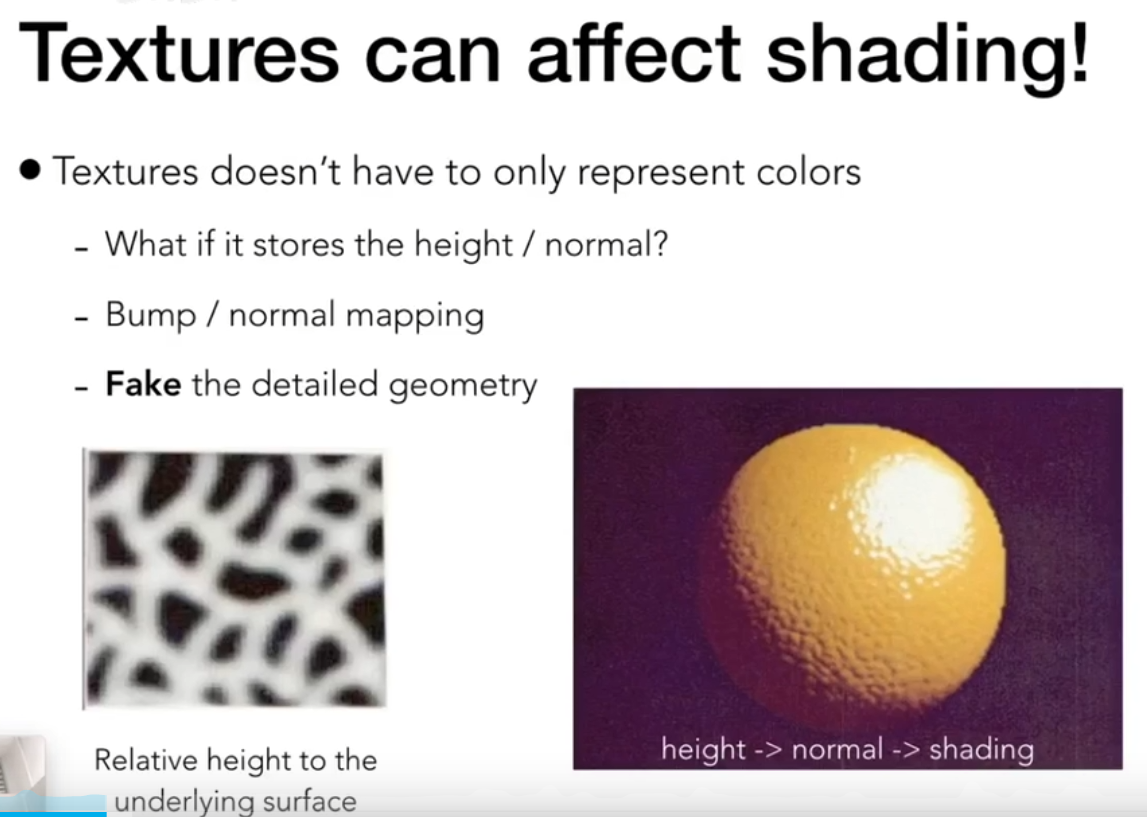 Textures can affect shading!
● Textures doesn't have to only represent colors
- What if it stores the height / normal?
- Bump / normal mapping
- Fake the detailed geometry
height -> normal -> shading
Relative height to the
underlying surface